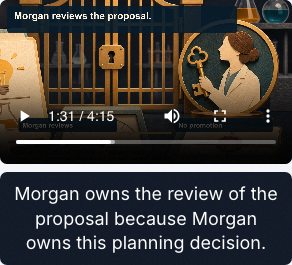 Morgan reviews the proposal.
1:31 / 4:15
Morgan reviews
No promotion
Morgan owns the review of the
proposal because Morgan
owns this planning decision.